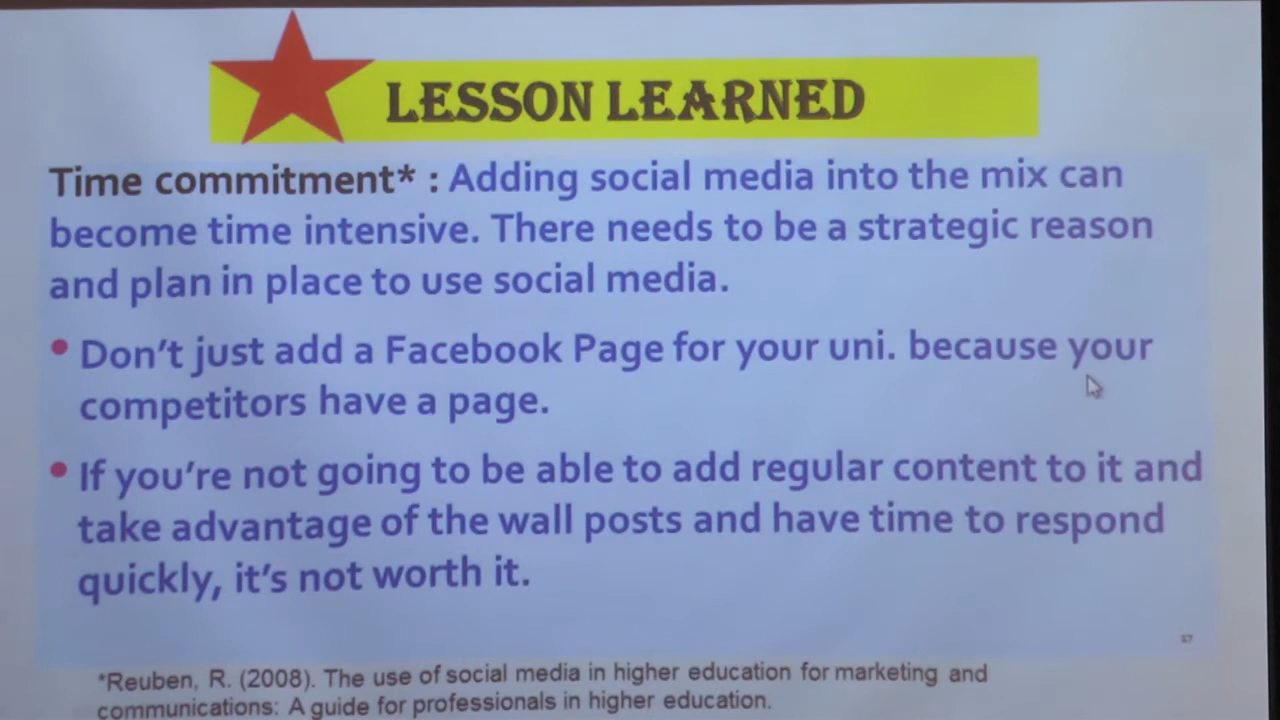 LESSON LEARNED
Time commitment* : Adding social media into the mix can
become time intensive. There needs to be a strategic reason
and plan in place to use social media.
• Don't just add a Facebook Page for your uni. because your
competitors have a page.
• If you're not going to be able to add regular content to it and
take advantage of the wall posts and have time to respond
quickly, it's not worth it.
*Reuben, R. (2008). The use of social media in higher education for marketing and
communications: A guide for professionals in higher education.